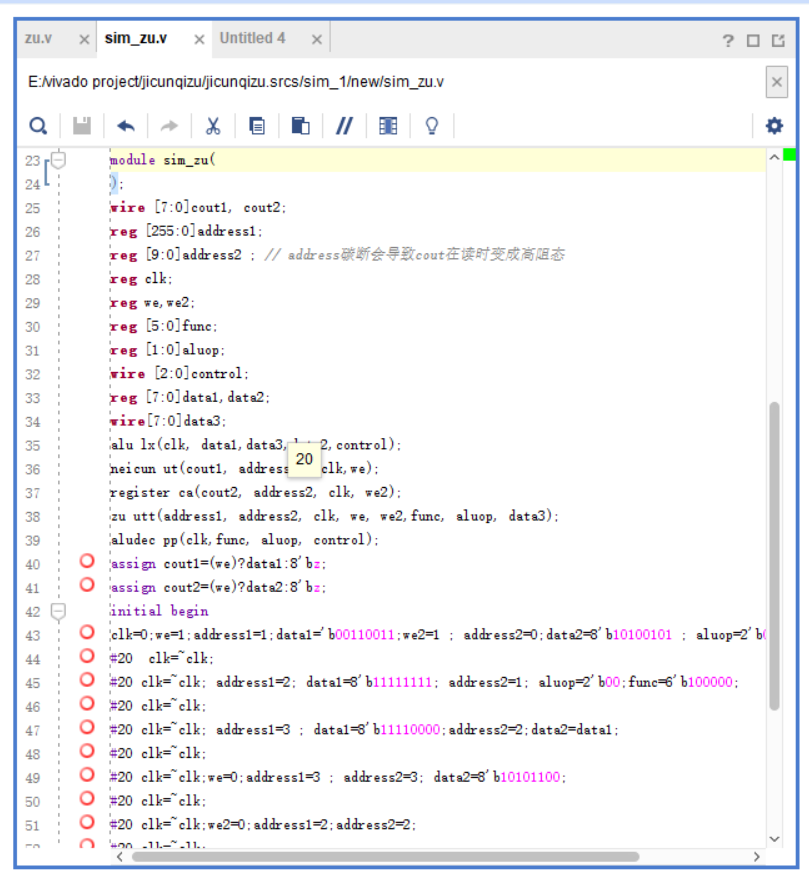 zu.v × sim_zu.v × Untitled 4 ×
E:/vivado project/jicunqizu/jicunqizu.srcs/sim_1/new/sim_zu.v
23 module sim_zu(
24 );
25 wire [7:0]cout1, cout2;
26 reg [255:0]address1;
27 reg [9:0]address2 ; // address碳断会导致cout在读时变成高阻态
28 reg clk;
29 reg we,we2;
30 reg [5:0]func;
31 reg [1:0]aluop;
32 wire [2:0]control;
33 reg [7:0]data1,data2;
34 wire[7:0]data3;
35 alu lx(clk, data1,data3, 2,control);
20
36 neicun ut(cout1, clk,we);
37 register ca(cout2, address2, clk, we2);
38 zu utt(address1, address2, clk, we, we2,func, aluop, data3);
39 aludec pp(clk,func, aluop, control);
40 assign cout1=(we)?data1:8'bz;
41 assign cout2=(we)?data2:8'bz;
42 initial begin
43 clk=0;we=1;address1=1;data1='b00110011;we2=1 ; address2=0;data2=8'b10100101 ; aluop=2'b
44 #20 clk=~clk;
45 #20 clk=~clk; address1=2; data1=8'b11111111; address2=1; aluop=2'b00;func=6'b100000;
46 #20 clk=~clk;
47 #20 clk=~clk; address1=3 ; data1=8'b11110000;address2=2;data2=data1;
48 #20 clk=~clk;
49 #20 clk=~clk;we=0;address1=3 ; address2=3; data2=8'b10101100;
50 #20 clk=~clk;
51 #20 clk=~clk;we2=0;address1=2;address2=2;